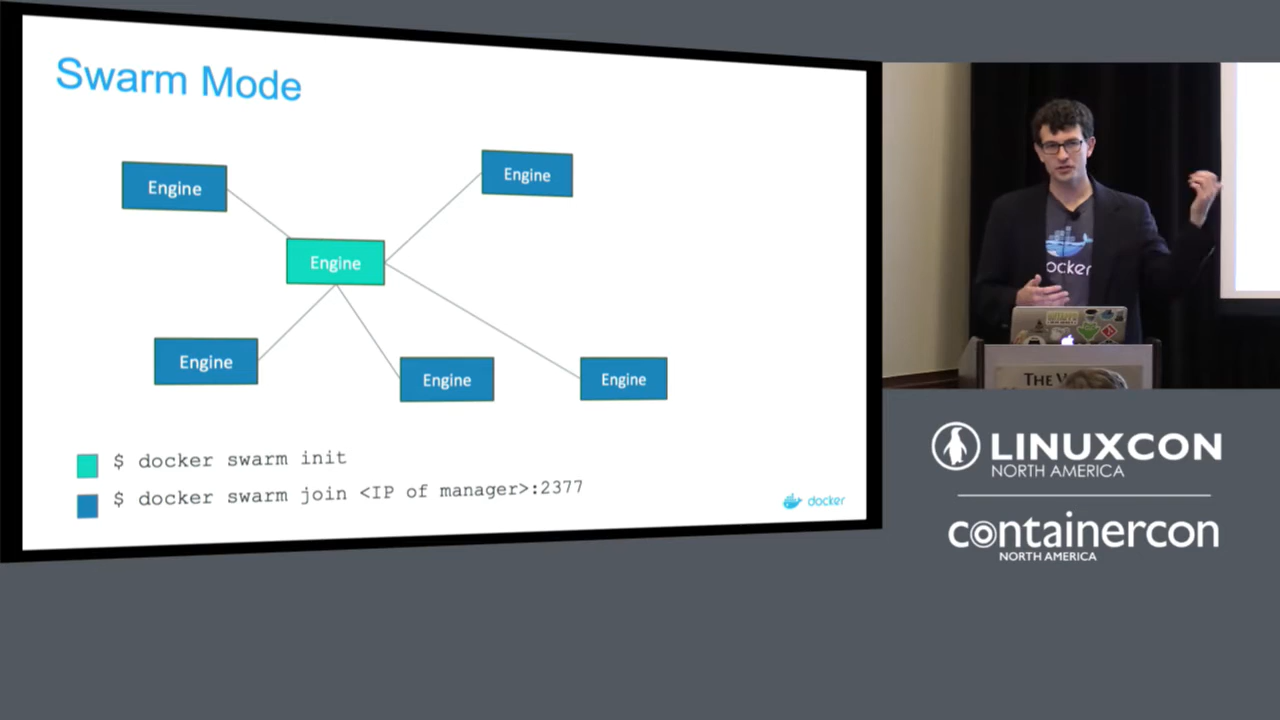 Swarm Mode
Engine
Engine
Engine
Engine
Engine
Engine
$ docker swarm init
$ docker swarm join <IP of manager>:2377
docker
docker
THE W
LINUXCON
NORTH AMERICA
containercon
NORTH AMERICA